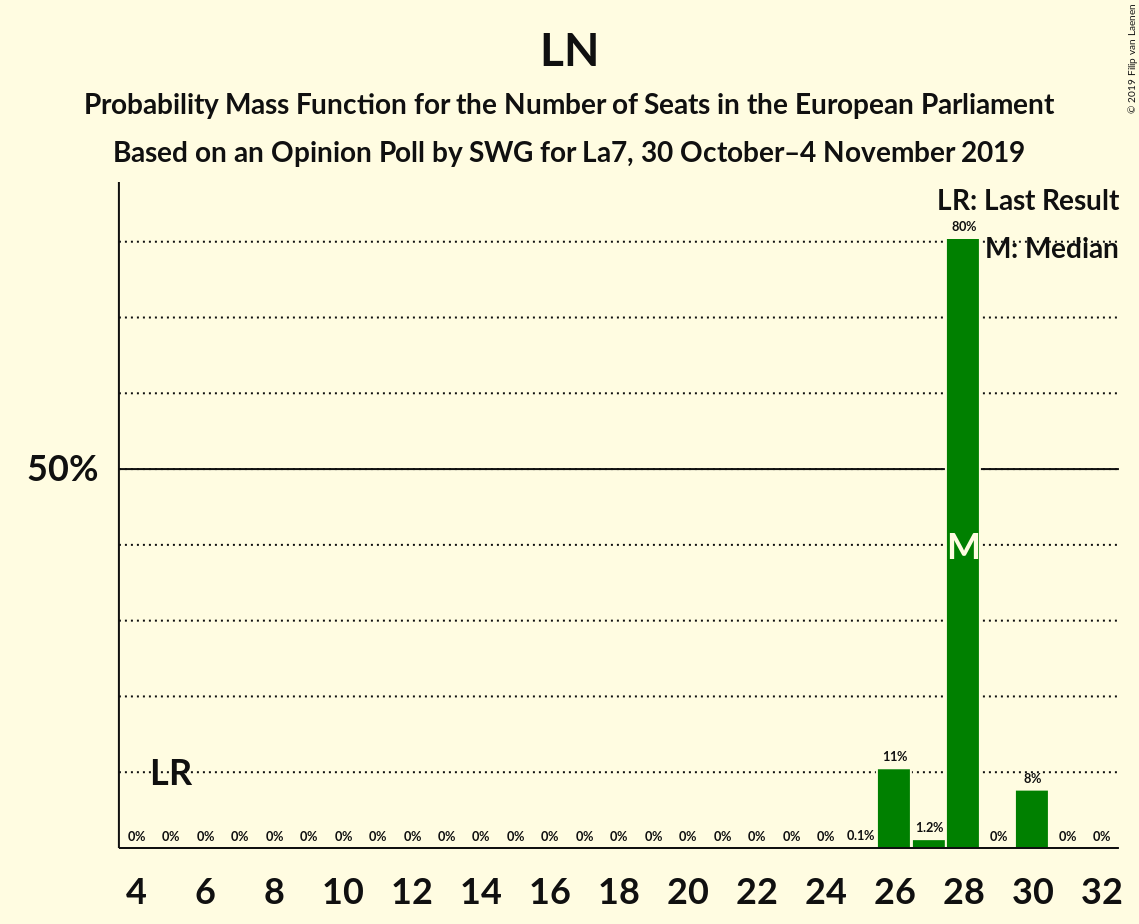 LN
Probability Mass Function for the Number of Seats in the European Parliament
Based on an Opinion Poll by SWG for La7, 30 October–4 November 2019
© 2019 Filip van Laenen
LR: Last Result
M: Median
80%
50%
M
LR
11%
8%
0% 0% 0% 0% 0% 0% 0% 0% 0% 0% 0% 0% 0% 0% 0% 0% 0% 0% 0% 0% 0% 0.1% 1.2% 0% 0% 0%
4 6 8 10 12 14 16 18 20 22 24 26 28 30 32